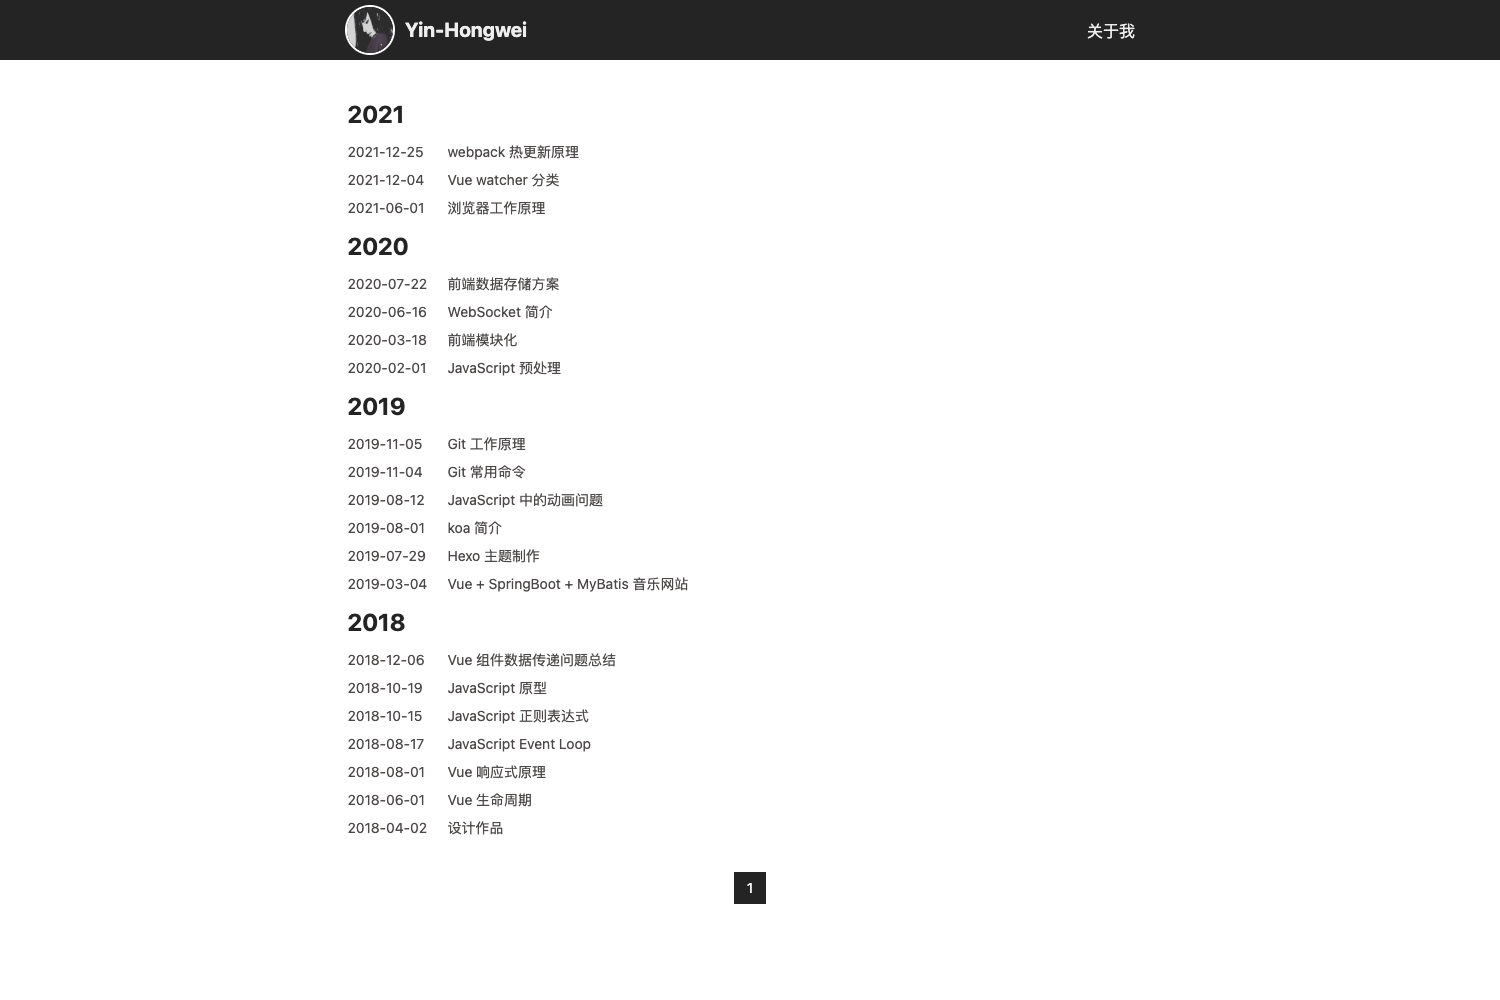 Yin-Hongwei
关于我
2021
2021-12-25 webpack 热更新原理
2021-12-04 Vue watcher 分类
2021-06-01 浏览器工作原理
2020
2020-07-22 前端数据存储方案
2020-06-16 WebSocket 简介
2020-03-18 前端模块化
2020-02-01 JavaScript 预处理
2019
2019-11-05 Git 工作原理
2019-11-04 Git 常用命令
2019-08-12 JavaScript 中的动画问题
2019-08-01 koa 简介
2019-07-29 Hexo 主题制作
2019-03-04 Vue + SpringBoot + MyBatis 音乐网站
2018
2018-12-06 Vue 组件数据传递问题总结
2018-10-19 JavaScript 原型
2018-10-15 JavaScript 正则表达式
2018-08-17 JavaScript Event Loop
2018-08-01 Vue 响应式原理
2018-06-01 Vue 生命周期
2018-04-02 设计作品
1